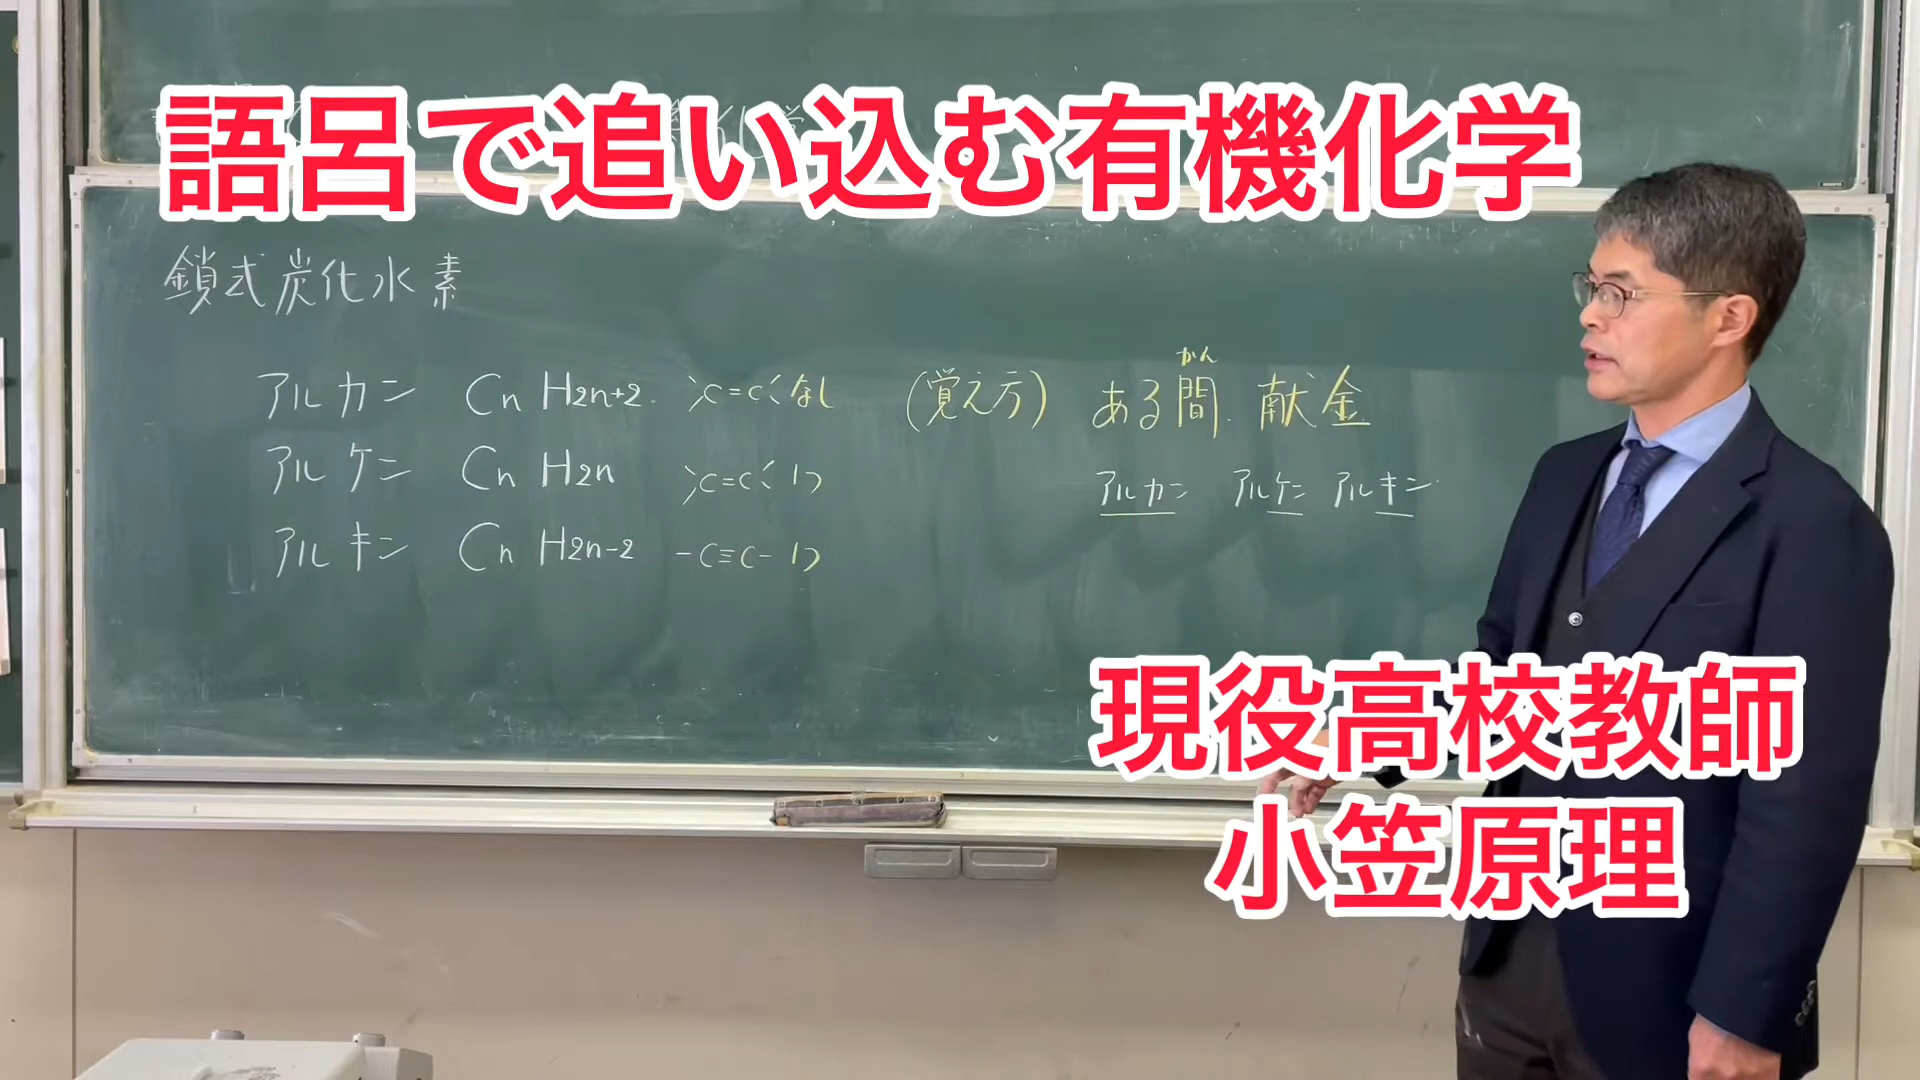 語呂で追い込む有機化学
鎖式炭化水素
かん
アルカン CnH2n+2 >C=C<なし (覚え方) ある間 献金
アルケン CnH2n >C=C< 1つ アルカン アルケン アルキン
アルキン CnH2n-2 -C≡C- 1つ
現役高校教師
小笠原理